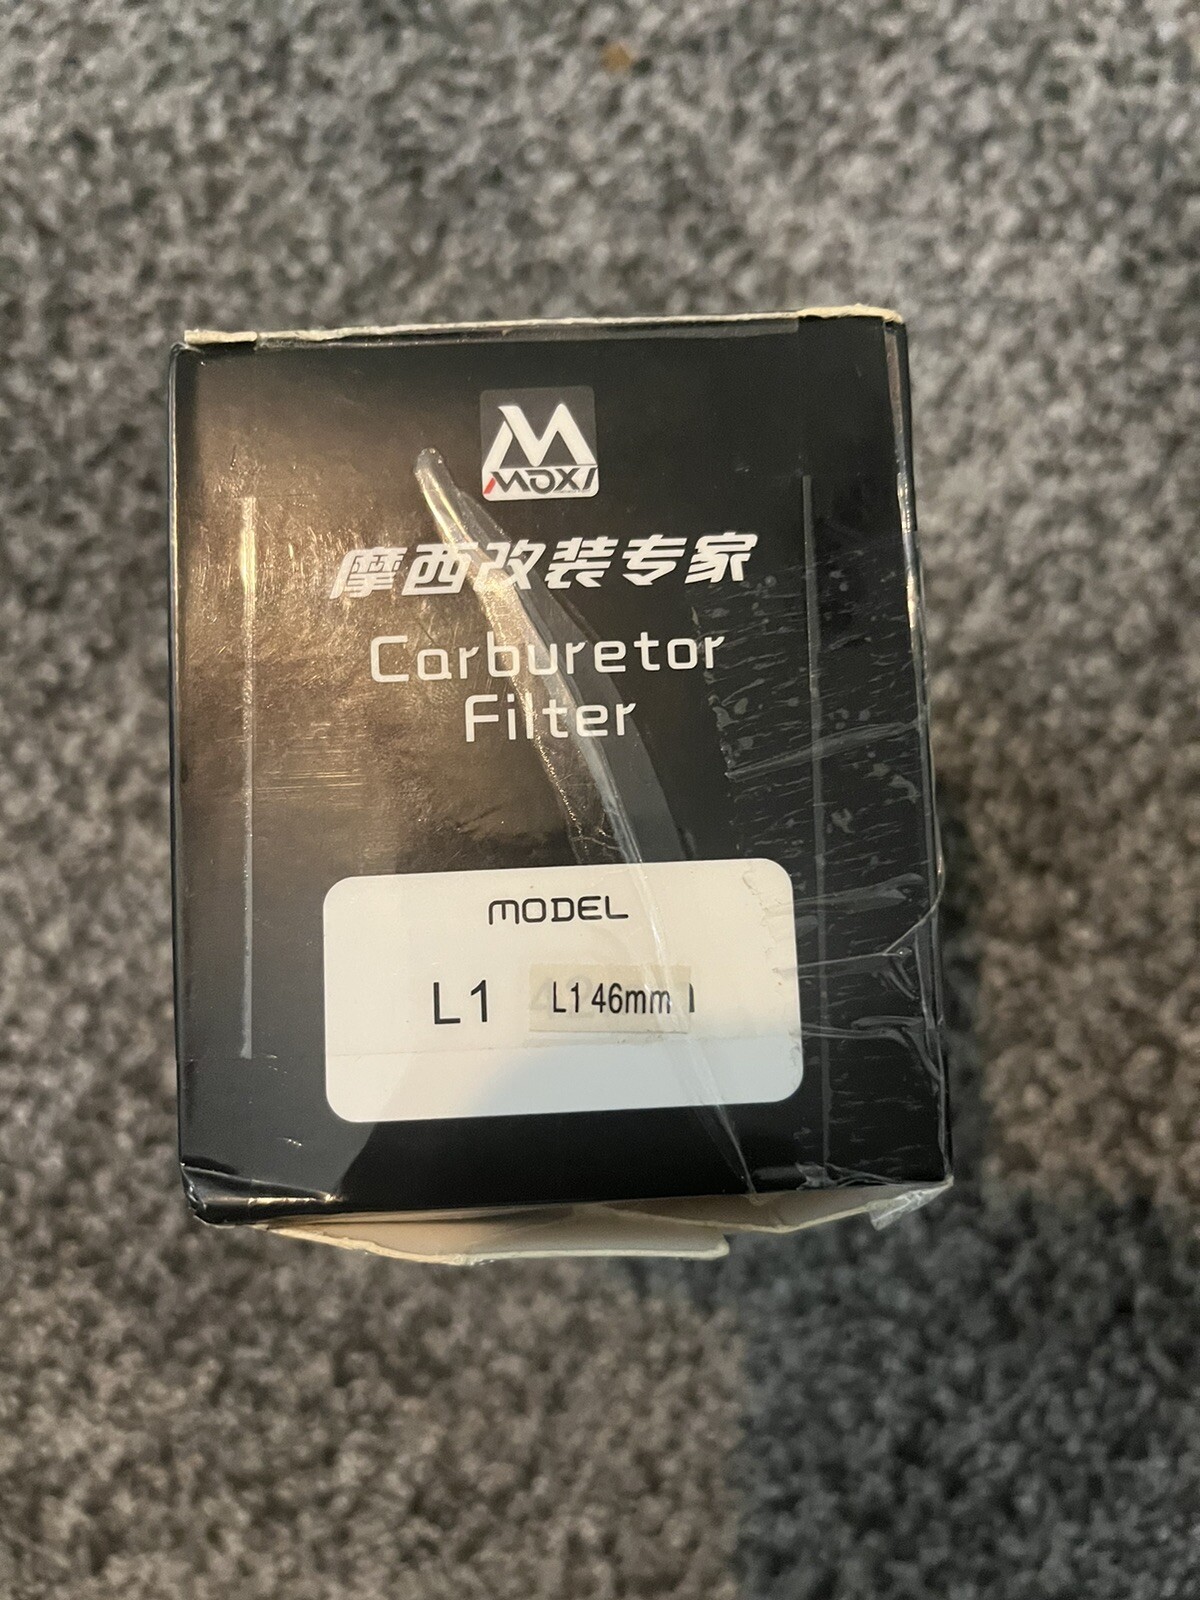 M
MOXI
摩西改装专家
Carburetor
Filter
MODEL
L1 L1 46mm